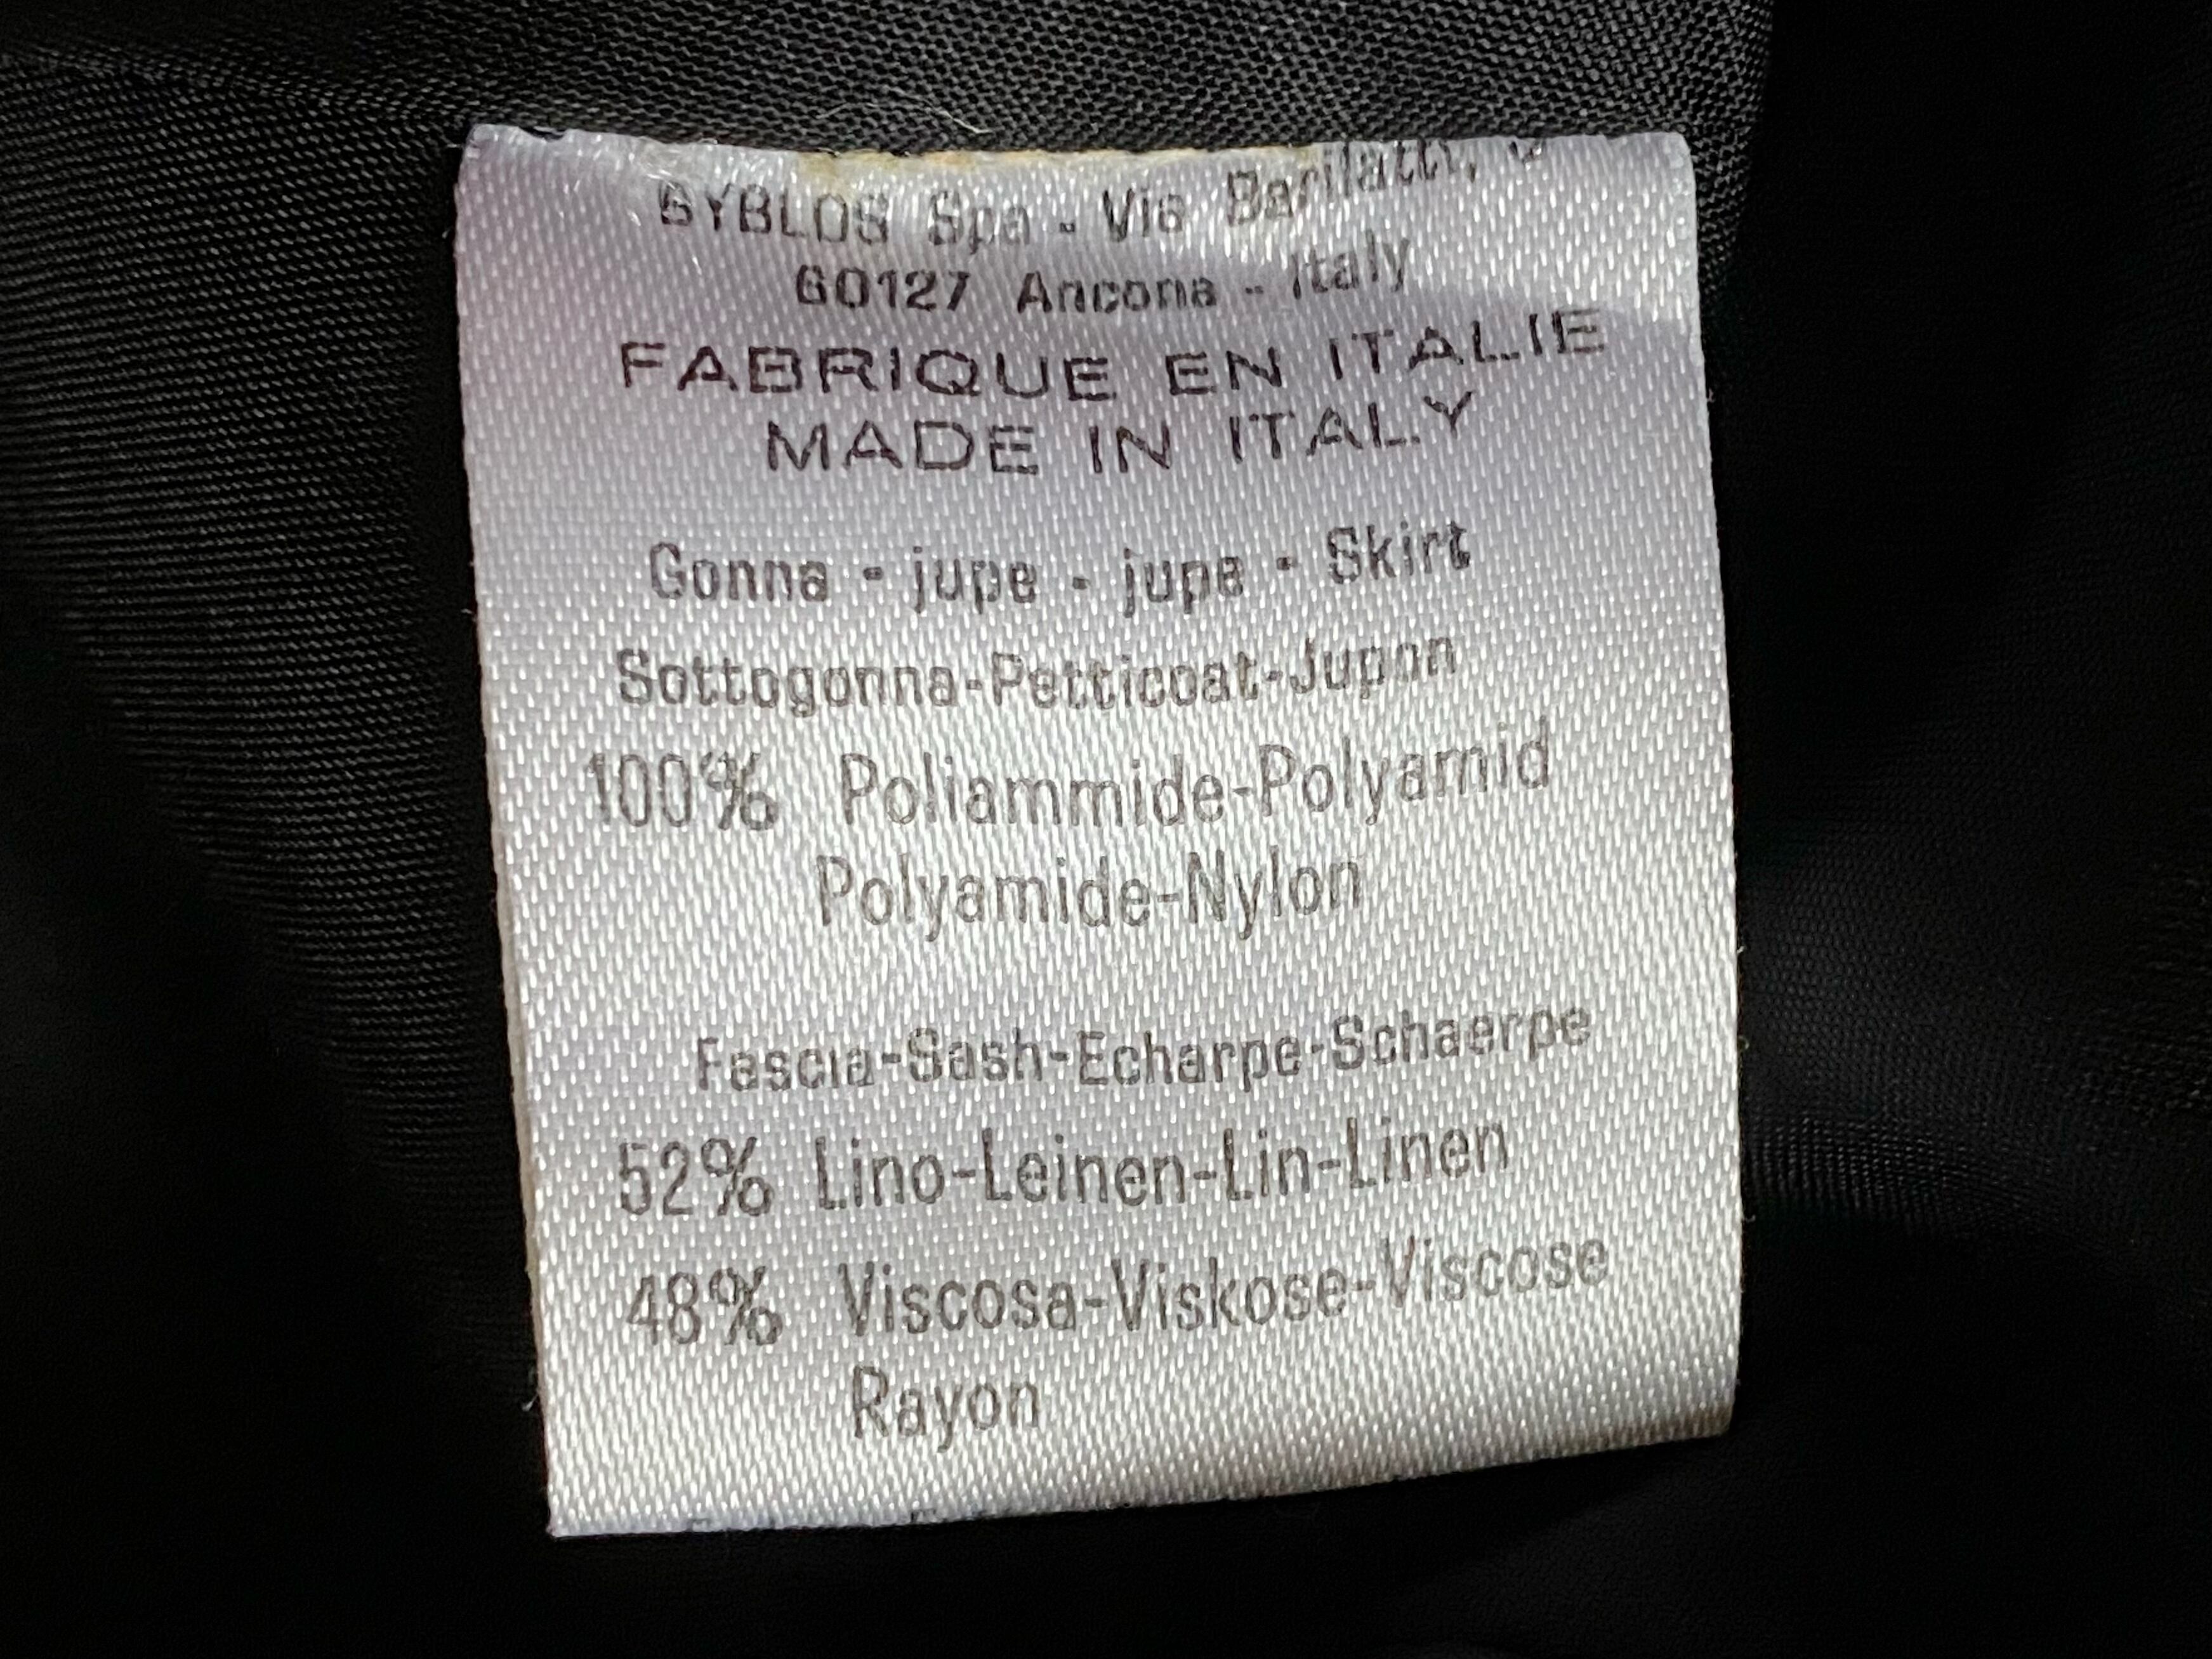 BYBLOS Spa - Via Barilatti,
60127 Ancona - Italy
FABRIQUE EN ITALIE
MADE IN ITALY
Gonna - jupe - jupe - Skirt
Sottogonna-Petticoat-Jupon
100% Poliammide-Polyamid
Polyamide-Nylon
Fascia-Sash-Echarpe-Schaerpe
52% Lino-Leinen-Lin-Linen
48% Viscosa-Viskose-Viscose
Rayon